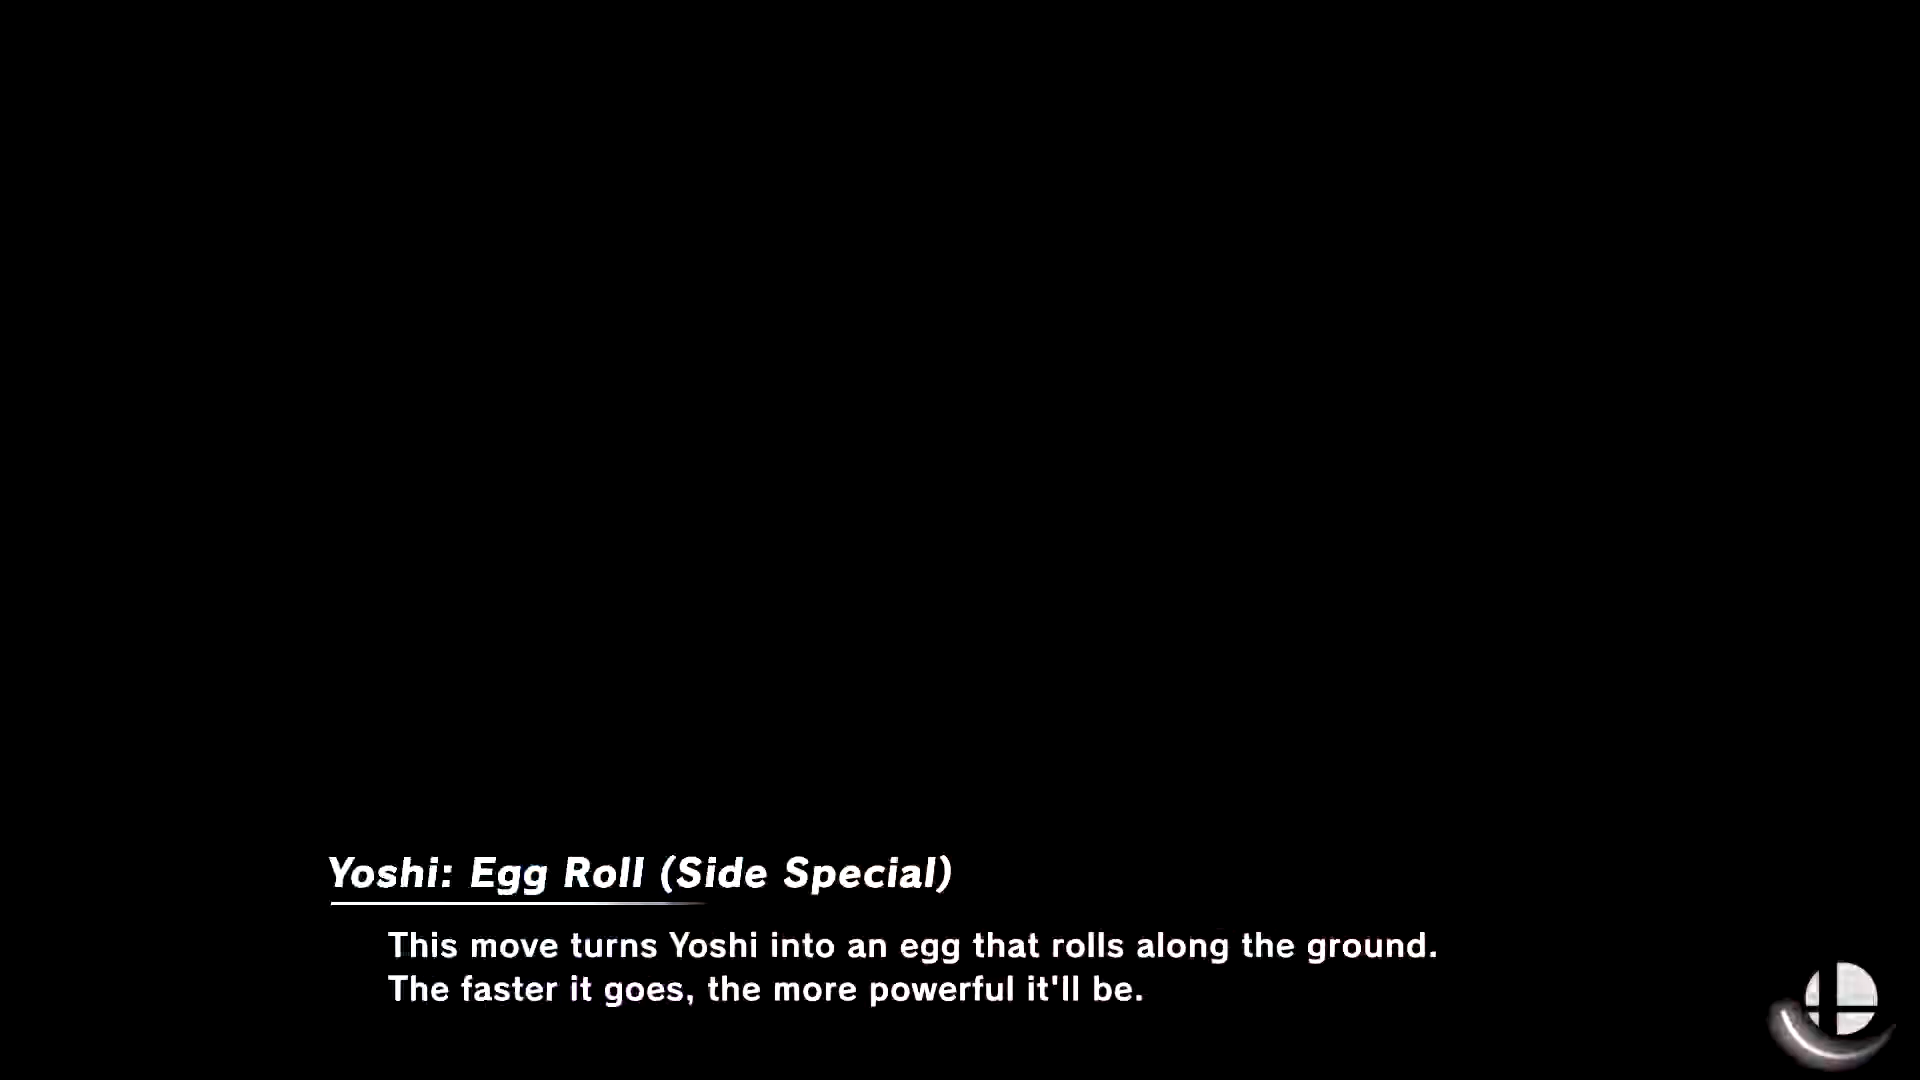 Yoshi: Egg Roll (Side Special)
This move turns Yoshi into an egg that rolls along the ground.
The faster it goes, the more powerful it'll be.